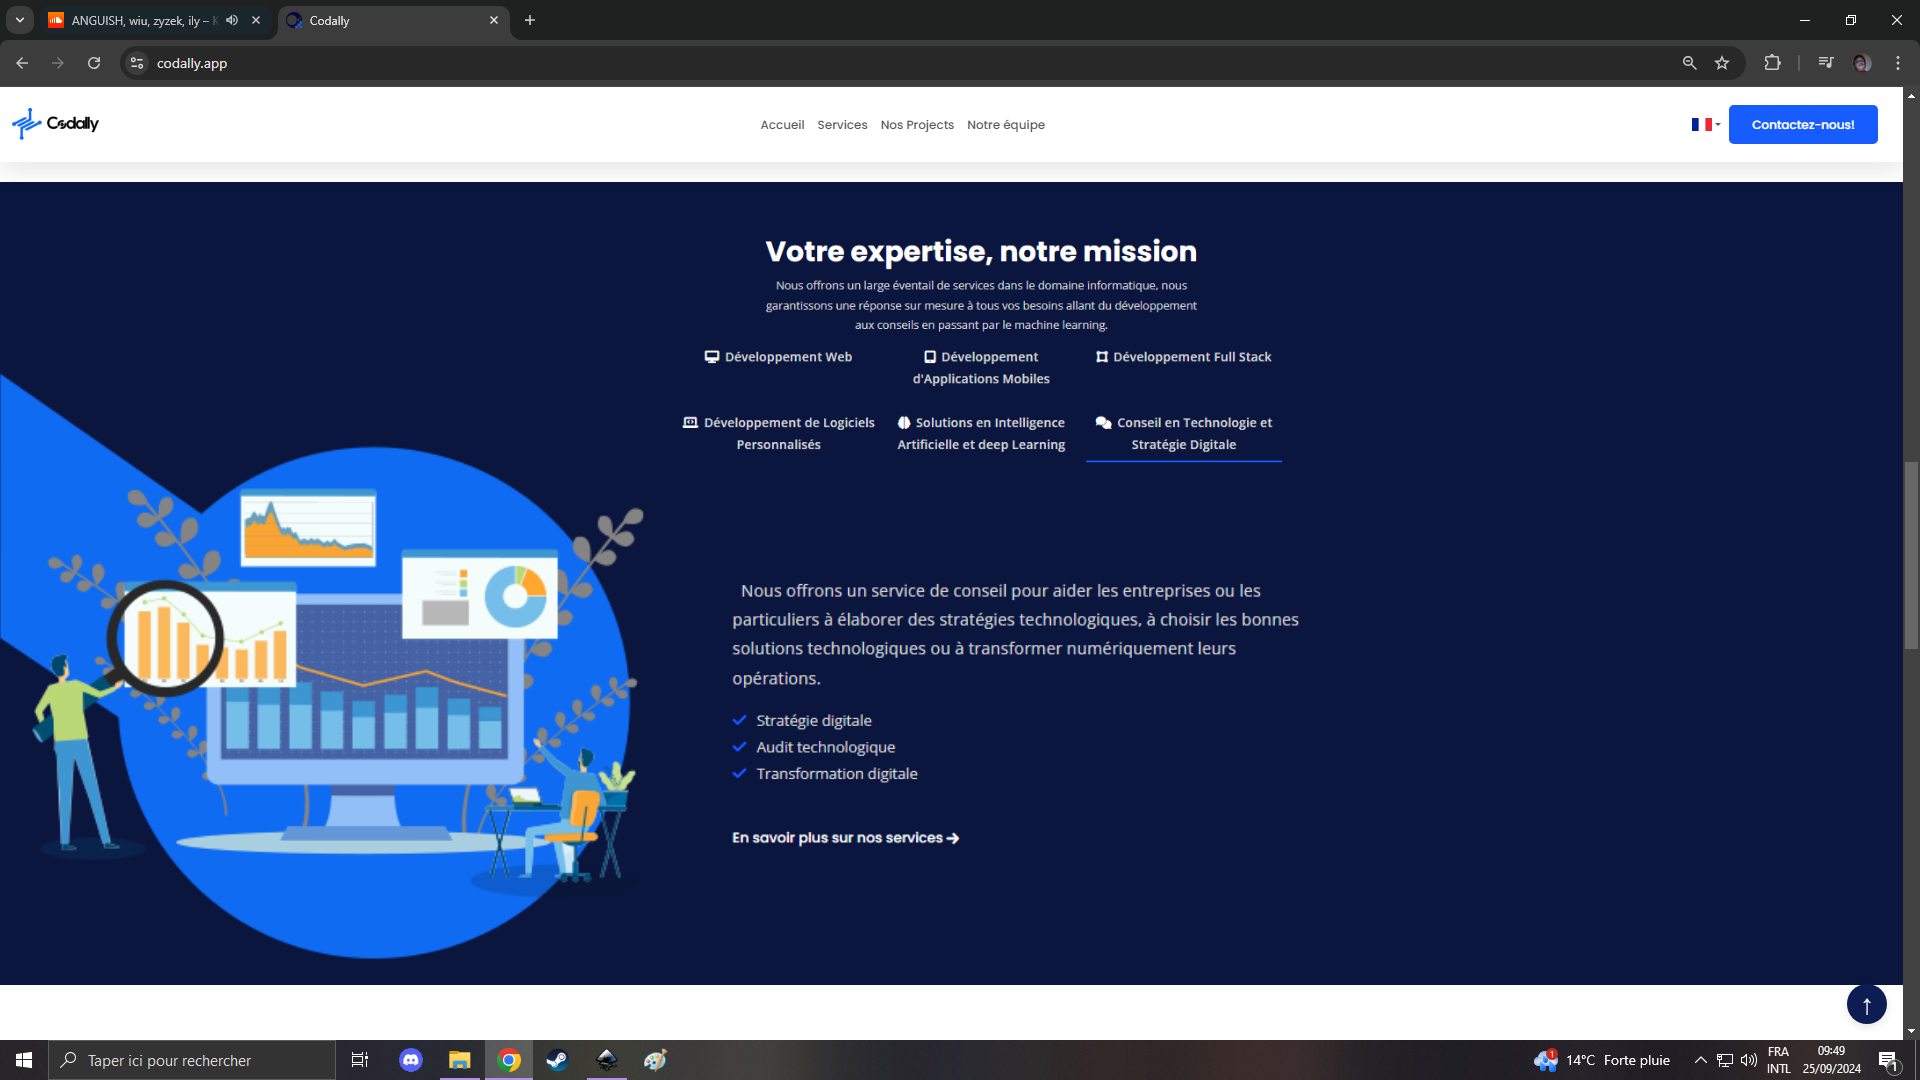 ANGUISH, wiu, zyzek, ily –
Codally
codally.app
Codally
Accueil
Services
Nos Projects
Notre équipe
Contactez-nous!
Votre expertise, notre mission
Nous offrons un large éventail de services dans le domaine informatique, nous
garantissons une réponse sur mesure à tous vos besoins allant du développement
aux conseils en passant par le machine learning.
Développement Web
Développement
d'Applications Mobiles
Développement Full Stack
Développement de Logiciels
Personnalisés
Solutions en Intelligence
Artificielle et deep Learning
Conseil en Technologie et
Stratégie Digitale
Nous offrons un service de conseil pour aider les entreprises ou les
particuliers à élaborer des stratégies technologiques, à choisir les bonnes
solutions technologiques ou à transformer numériquement leurs
opérations.
Stratégie digitale
Audit technologique
Transformation digitale
En savoir plus sur nos services
Taper ici pour rechercher
1
14°C Forte pluie
FRA
INTL
09:49
25/09/2024
1